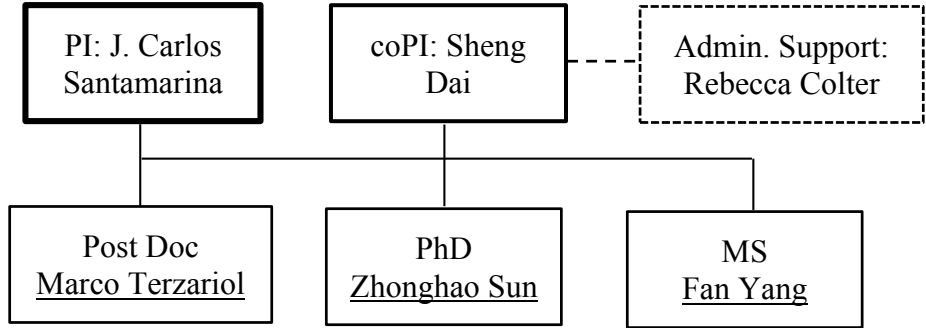 PI: J. Carlos
Santamarina
coPI: Sheng
Dai
Admin. Support:
Rebecca Colter
Post Doc
Marco Terzariol
PhD
Zhonghao Sun
MS
Fan Yang